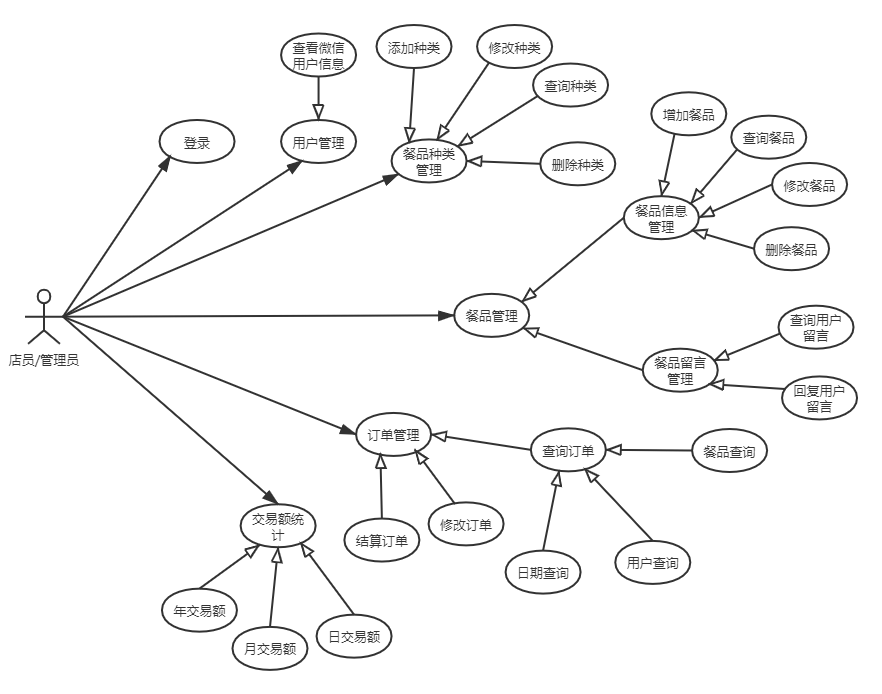 查看微信
用户信息
添加种类
修改种类
查询种类
登录
用户管理
餐品种类
管理
删除种类
增加餐品
查询餐品
修改餐品
餐品信息
管理
删除餐品
店员/管理员
餐品管理
查询用户
留言
餐品留言
管理
回复用户
留言
订单管理
查询订单
餐品查询
结算订单
修改订单
日期查询
用户查询
交易额统
计
年交易额
月交易额
日交易额